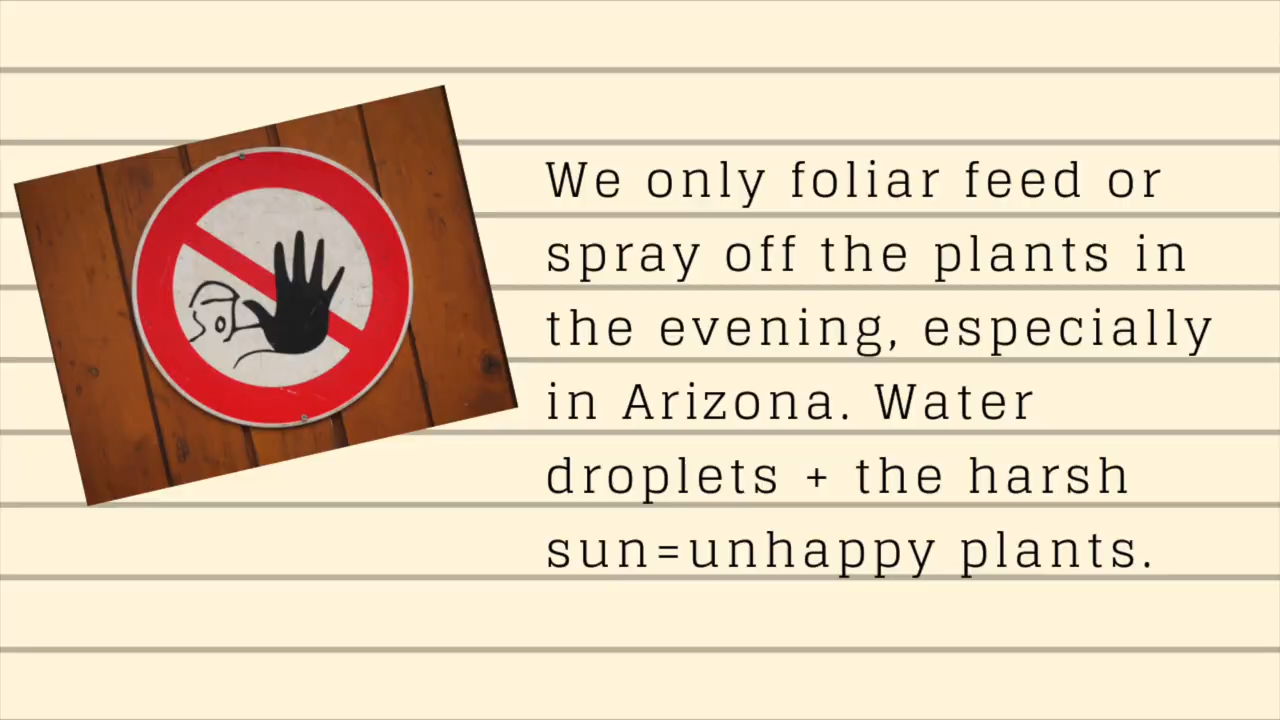 We only foliar feed or
spray off the plants in
the evening, especially
in Arizona. Water
droplets + the harsh
sun=unhappy plants.